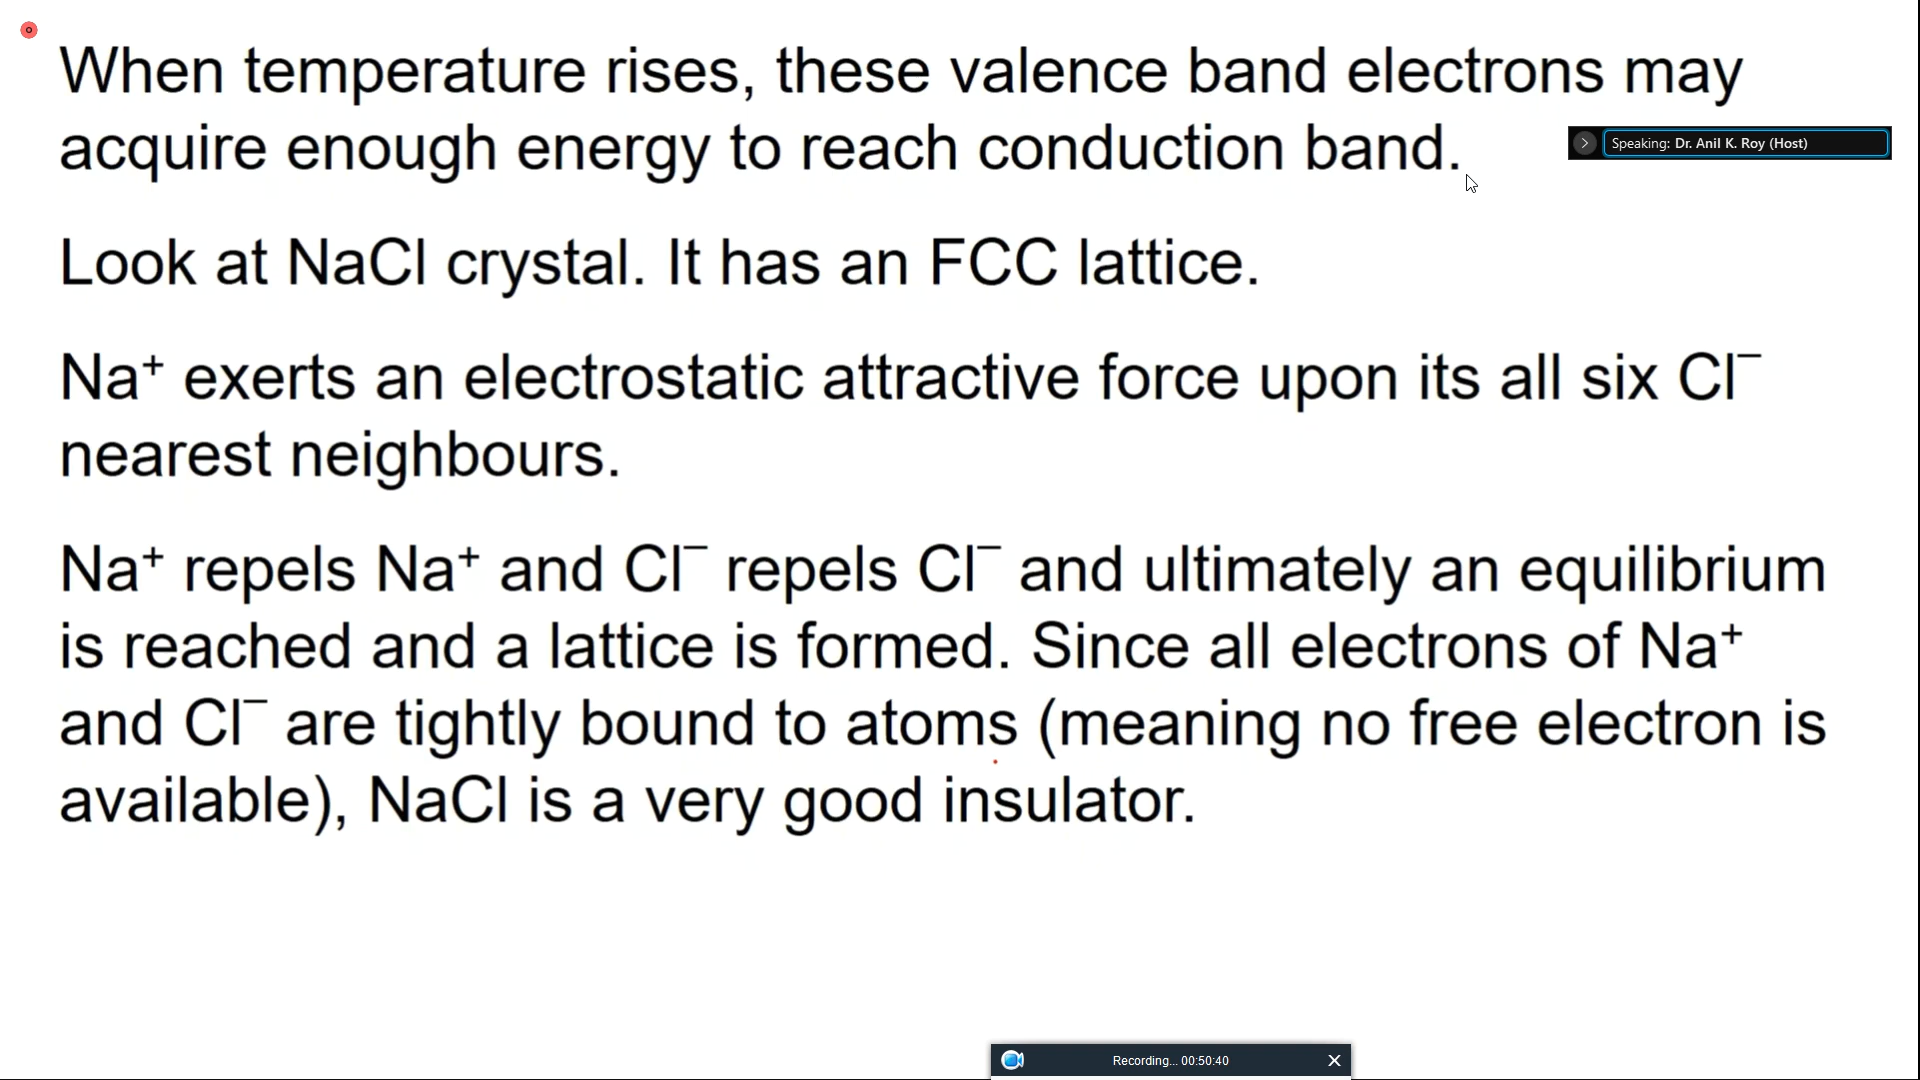 When temperature rises, these valence band electrons may
acquire enough energy to reach conduction band.
Speaking: Dr. Anil K. Roy (Host)
Look at NaCl crystal. It has an FCC lattice.
Na⁺ exerts an electrostatic attractive force upon its all six Cl⁻
nearest neighbours.
Na⁺ repels Na⁺ and Cl⁻ repels Cl⁻ and ultimately an equilibrium
is reached and a lattice is formed. Since all electrons of Na⁺
and Cl⁻ are tightly bound to atoms (meaning no free electron is
available), NaCl is a very good insulator.
Recording... 00:50:40